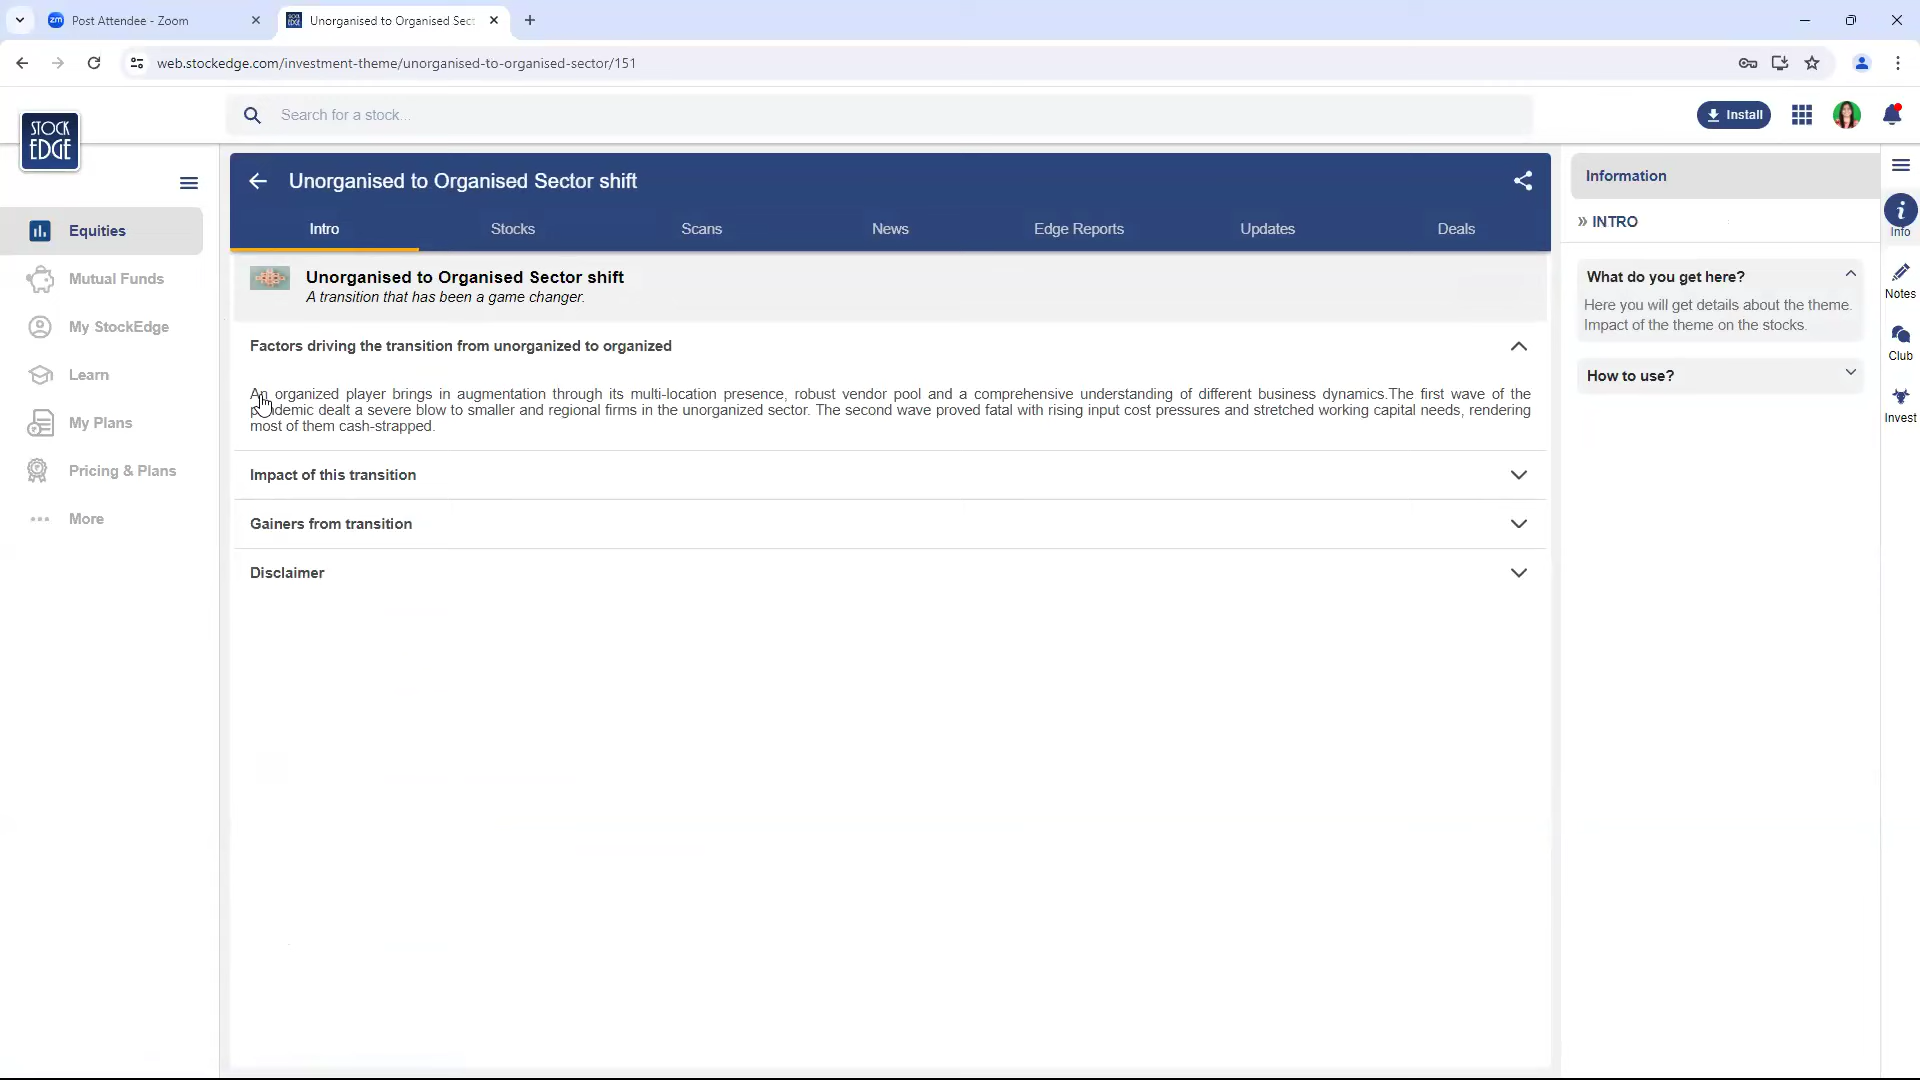 zm Post Attendee - Zoom
Unorganised to Organised Sect
web.stockedge.com/investment-theme/unorganised-to-organised-sector/151
STOCK
EDGE
Search for a stock...
Install
Equities
Mutual Funds
My StockEdge
Learn
My Plans
Pricing & Plans
More
Unorganised to Organised Sector shift
Intro Stocks Scans News Edge Reports Updates Deals
Unorganised to Organised Sector shift
A transition that has been a game changer.
Factors driving the transition from unorganized to organized
An organized player brings in augmentation through its multi-location presence, robust vendor pool and a comprehensive understanding of different business dynamics.The first wave of the
pandemic dealt a severe blow to smaller and regional firms in the unorganized sector. The second wave proved fatal with rising input cost pressures and stretched working capital needs, rendering
most of them cash-strapped.
Impact of this transition
Gainers from transition
Disclaimer
Information
» INTRO
What do you get here?
Here you will get details about the theme.
Impact of the theme on the stocks.
How to use?
Info
Notes
Club
Invest